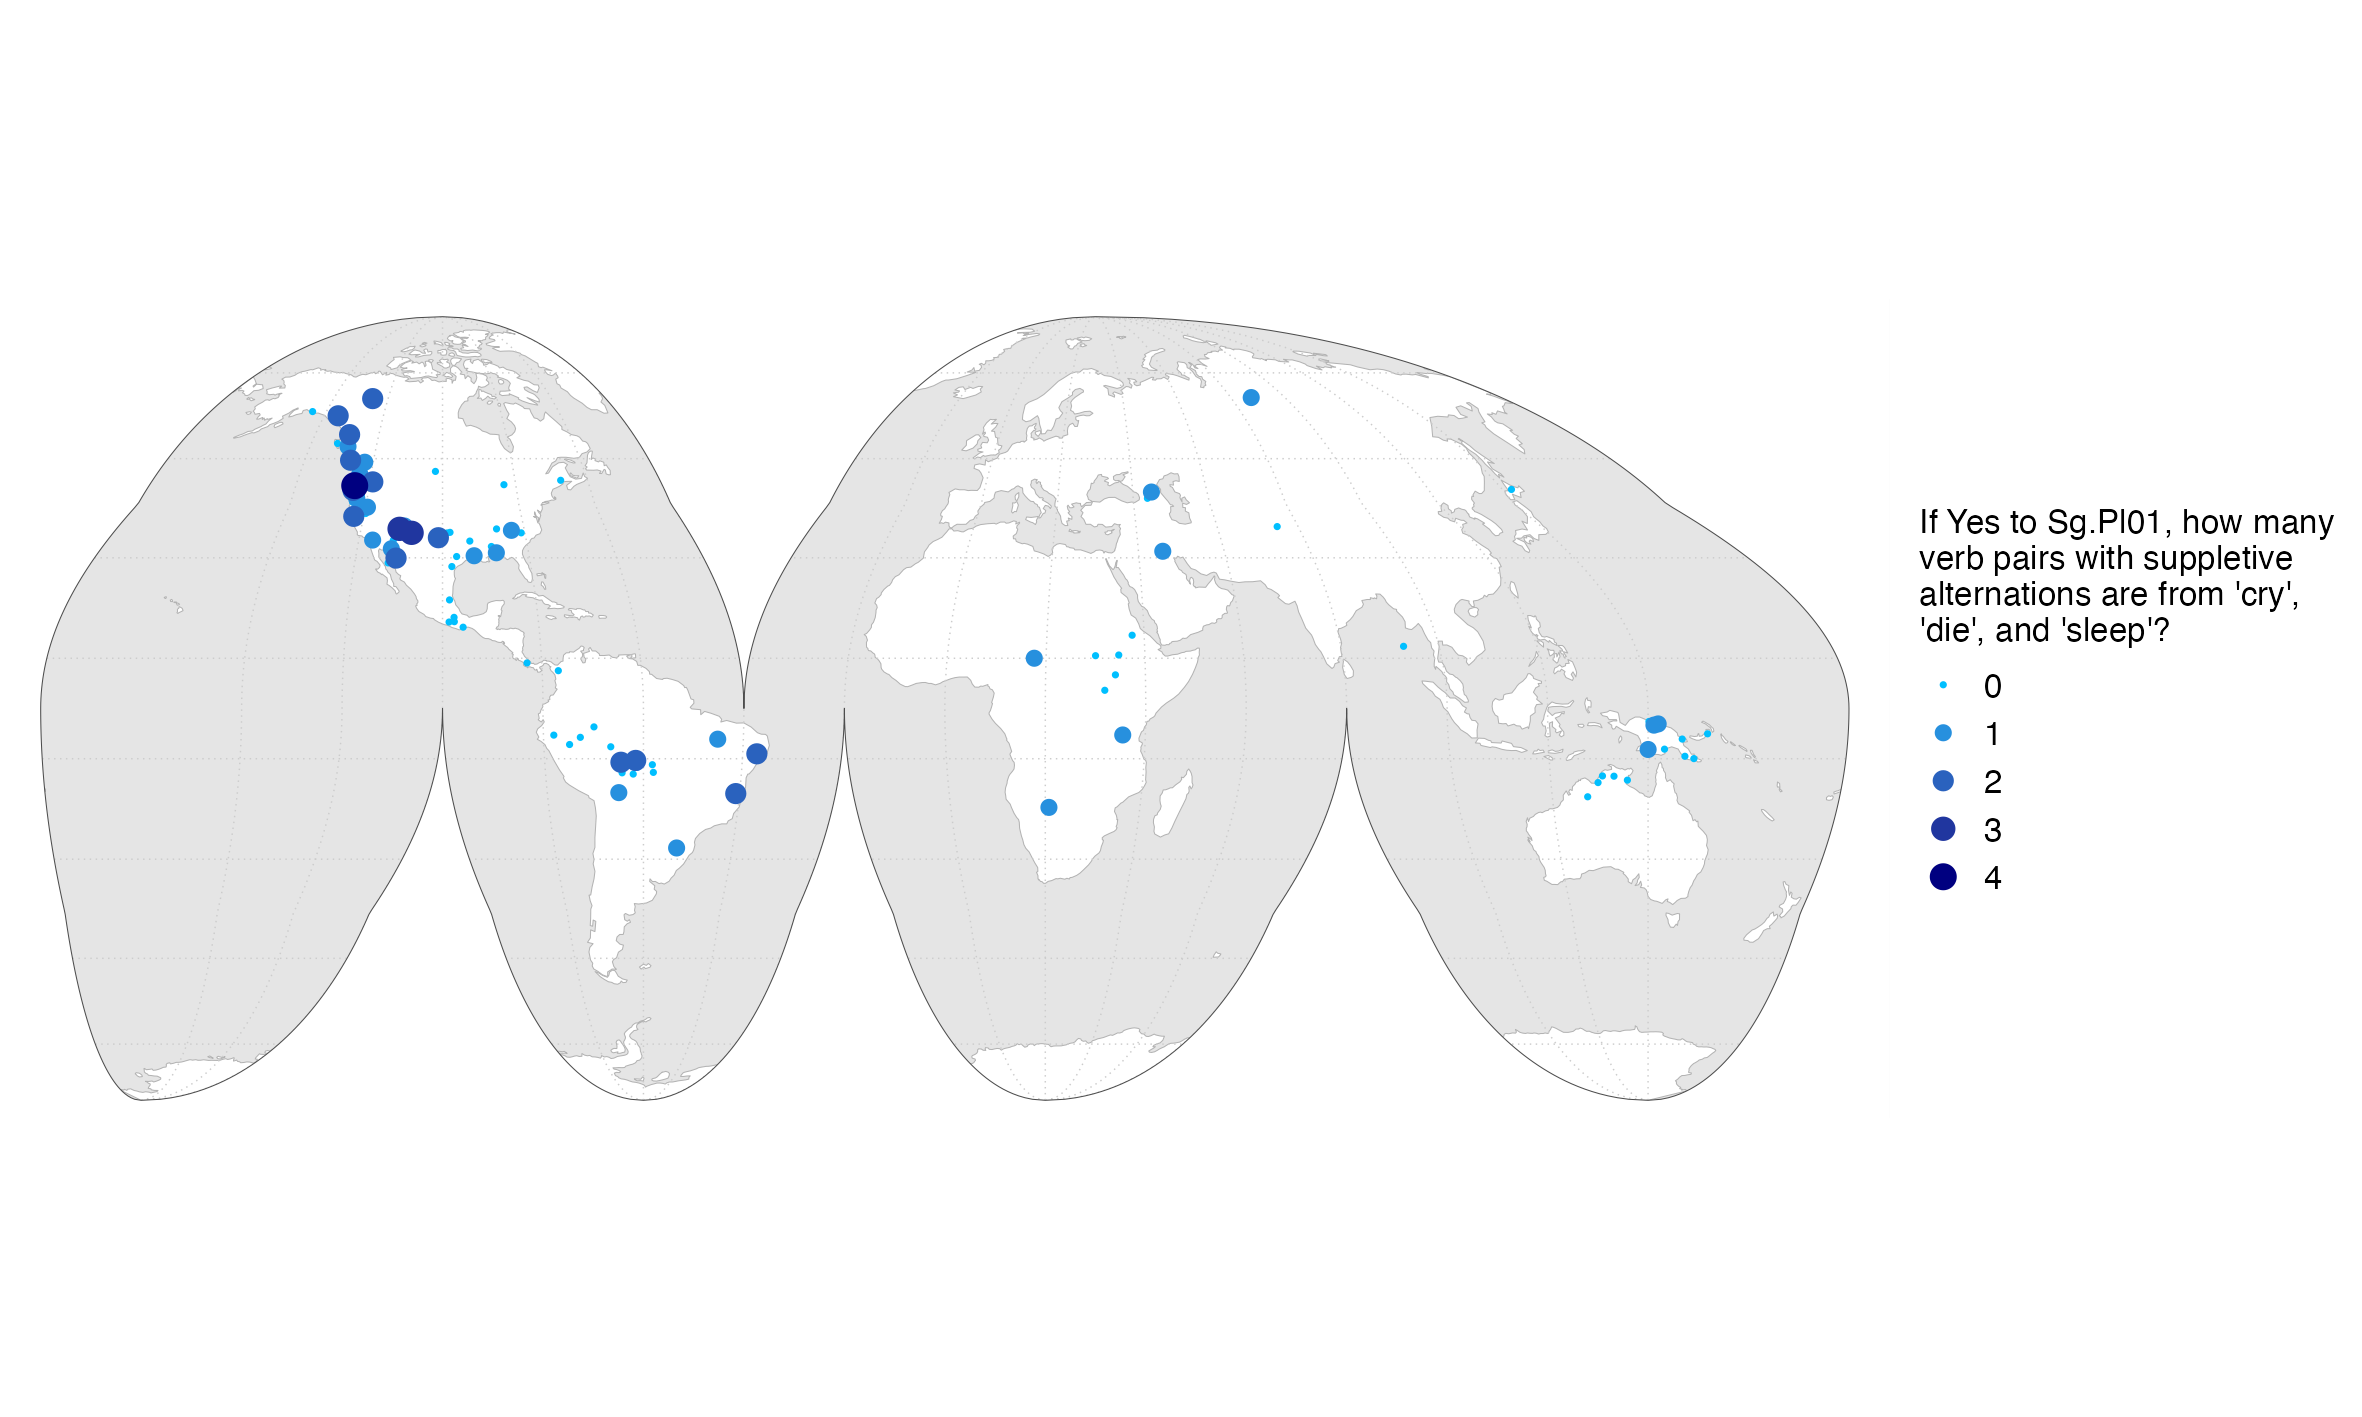 If Yes to Sg.Pl01, how many
verb pairs with suppletive
alternations are from 'cry',
'die', and 'sleep'?
0
1
2
3
4